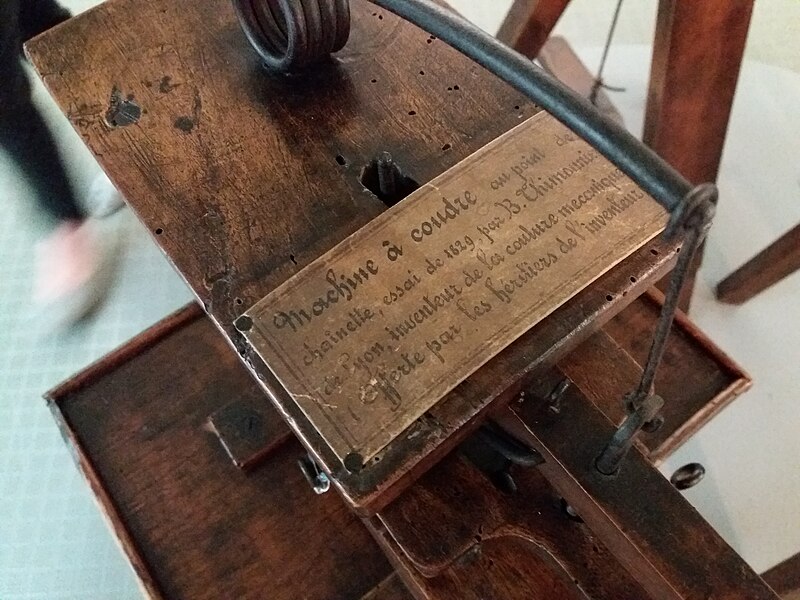 Machine à coudre au point de
chaînette, essai de 1829, par B. Thimonnier
de Lyon, inventeur de la couture mécanique
Offerte par les héritiers de l'inventeur